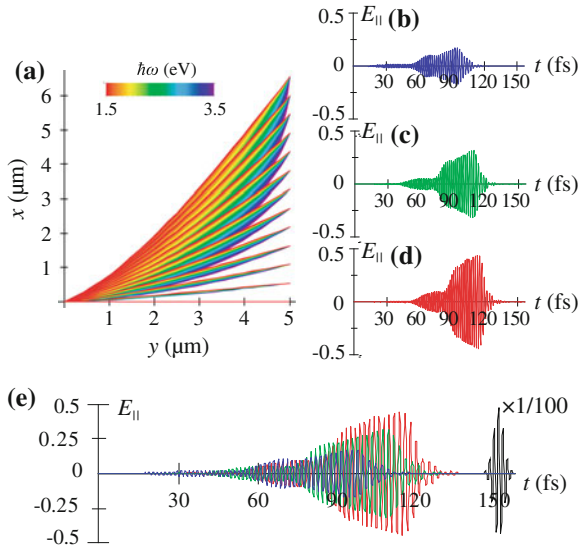 (a)
ħω (eV)
1.5 3.5
x (μm)
6
5
4
3
2
1
1 2 3 4 5
y (μm)
E|| (b)
0.5
0
30 60 90 120 150 t (fs)
-0.5
E|| (c)
0.5
0
30 60 90 120 150 t (fs)
-0.5
0.5 E|| (d)
0
30 60 90 120 150 t (fs)
-0.5
(e)
E||
×1/100
0.5
0.25
0
-0.25
-0.5
30 60 90 120 150 t (fs)